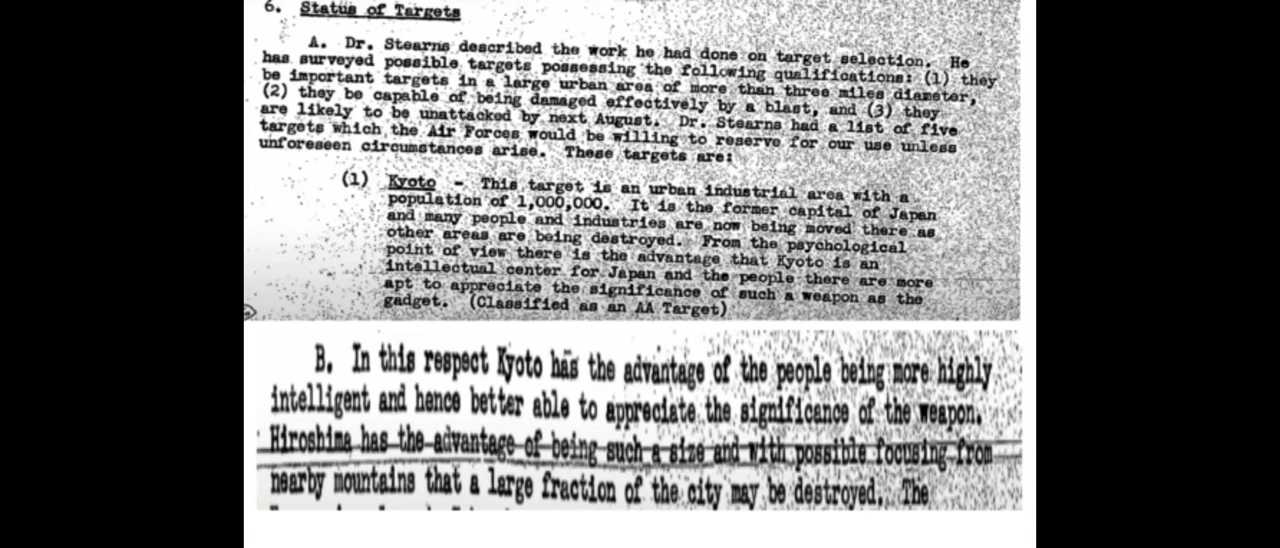 6. Status of Targets
A. Dr. Stearns described the work he had done on target selection. He
has surveyed possible targets possessing the following qualifications: (1) they
be important targets in a large urban area of more than three miles diameter,
(2) they be capable of being damaged effectively by a blast, and (3) they
are likely to be unattacked by next August. Dr. Stearns had a list of five
targets which the Air Forces would be willing to reserve for our use unless
unforeseen circumstances arise. These targets are:
(1) Kyoto - This target is an urban industrial area with a
population of 1,000,000. It is the former capital of Japan
and many people and industries are now being moved there as
other areas are being destroyed. From the psychological
point of view there is the advantage that Kyoto is an
intellectual center for Japan and the people there are more
apt to appreciate the significance of such a weapon as the
gadget. (Classified as an AA Target)
B. In this respect Kyoto has the advantage of the people being more highly
intelligent and hence better able to appreciate the significance of the weapon.
Hiroshima has the advantage of being such a size and with possible focusing from
nearby mountains that a large fraction of the city may be destroyed. The